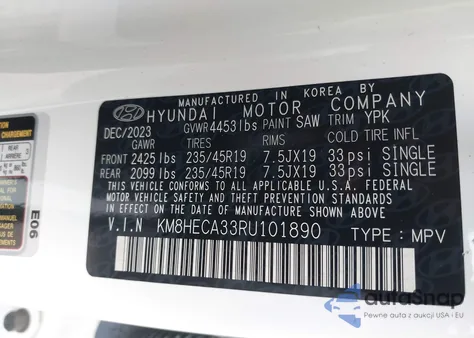 MANUFACTURED IN KOREA BY
HYUNDAI MOTOR COMPANY
DEC/2023 GVWR 4453 lbs PAINT SAW TRIM YPK
GAWR TIRES RIMS COLD TIRE INFL
FRONT 2425 lbs 235/45R19 7.5JX19 33psi SINGLE
REAR 2099 lbs 235/45R19 7.5JX19 33psi SINGLE
THIS VEHICLE CONFORMS TO ALL APPLICABLE U.S.A. FEDERAL
MOTOR VEHICLE SAFETY, BUMPER, AND THEFT PREVENTION
STANDARDS IN EFFECT ON THE DATE OF MANUFACTURE SHOWN ABOVE.
V.I.N KM8HECA33RU101890 TYPE: MPV
E06
CHARGEMENT
ARRIERE
autoSnap
Pewne auta z aukcji USA i EU